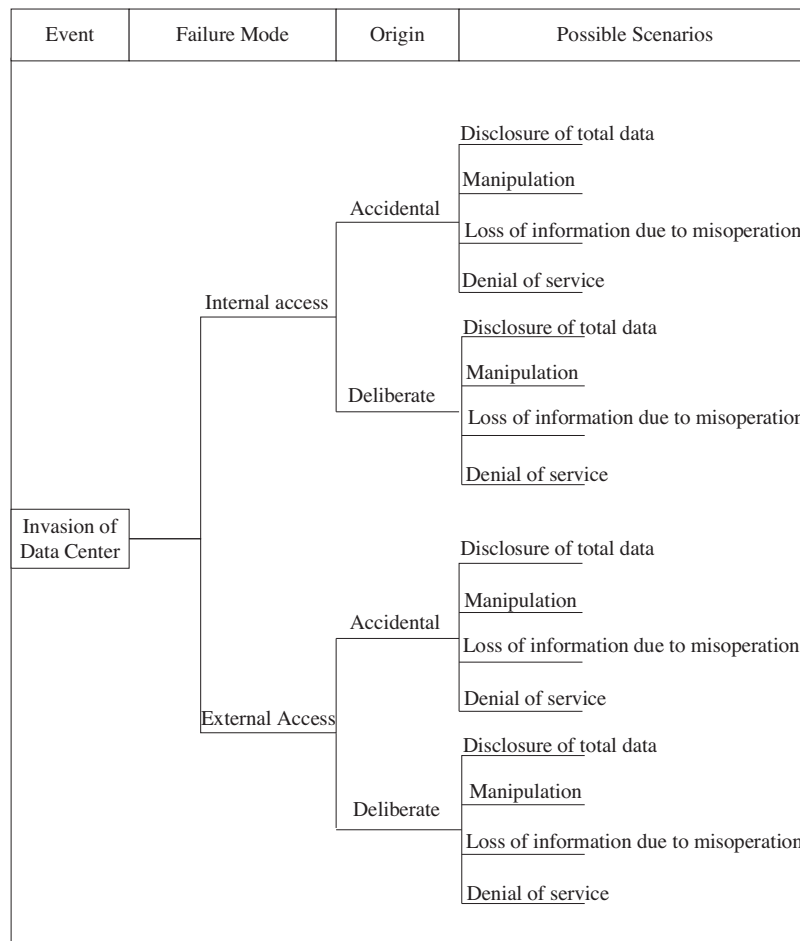 Event Failure Mode Origin Possible Scenarios
Disclosure of total data
Manipulation
Accidental
Loss of information due to misoperation
Denial of service
Internal access
Disclosure of total data
Manipulation
Deliberate
Loss of information due to misoperation
Denial of service
Invasion of
Data Center
Disclosure of total data
Manipulation
Accidental
Loss of information due to misoperation
Denial of service
External Access
Disclosure of total data
Manipulation
Deliberate
Loss of information due to misoperation
Denial of service